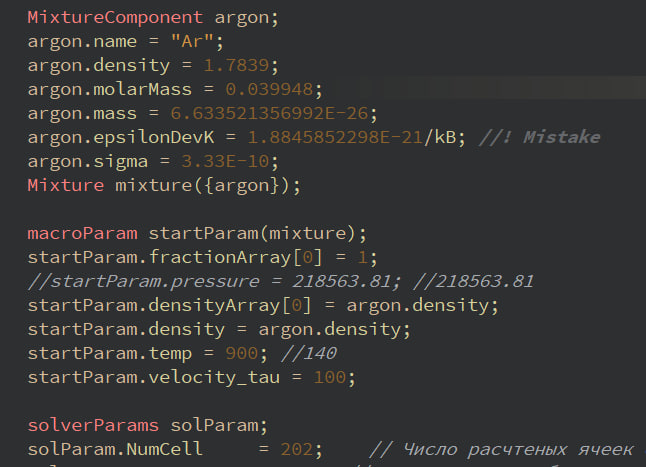 MixtureComponent argon;
argon.name = "Ar";
argon.density = 1.7839;
argon.molarMass = 0.039948;
argon.mass = 6.633521356992E-26;
argon.epsilonDevK = 1.8845852298E-21/kB; //! Mistake
argon.sigma = 3.33E-10;
Mixture mixture({argon});
macroParam startParam(mixture);
startParam.fractionArray[0] = 1;
//startParam.pressure = 218563.81; //218563.81
startParam.densityArray[0] = argon.density;
startParam.density = argon.density;
startParam.temp = 900; //140
startParam.velocity_tau = 100;
solverParams solParam;
solParam.NumCell = 202; // Число расчтеных ячеек